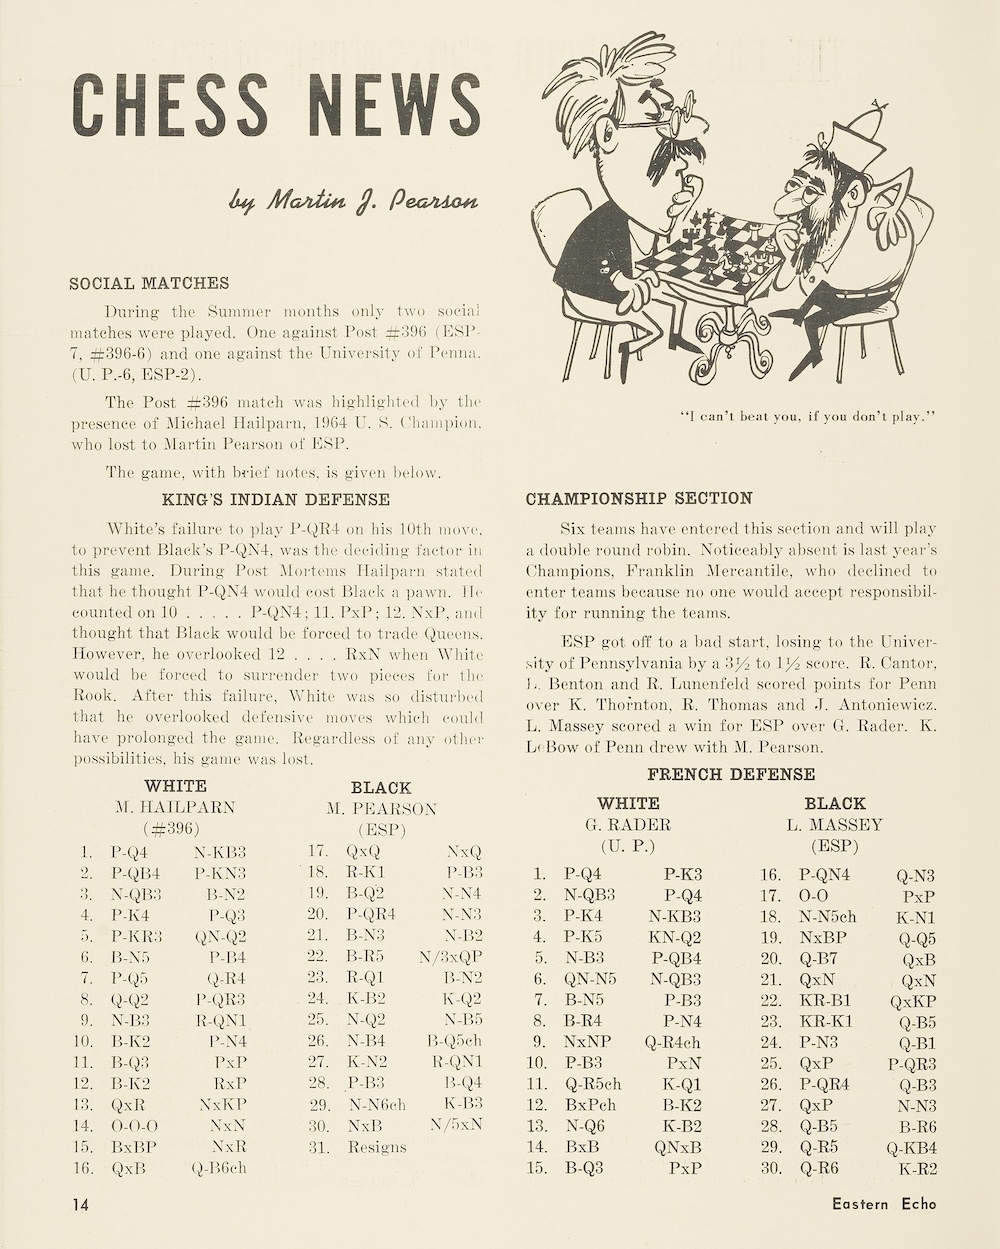 CHESS NEWS
by Martin J. Pearson
SOCIAL MATCHES
During the Summer months only two social
matches were played. One against Post #396 (ESP-
7, #396-6) and one against the University of Penna.
(U. P.-6, ESP-2).
The Post #396 match was highlighted by the
presence of Michael Hailparn, 1964 U. S. Champion,
who lost to Martin Pearson of ESP.
The game, with brief notes, is given below.
KING'S INDIAN DEFENSE
White's failure to play P-QR4 on his 10th move,
to prevent Black's P-QN4, was the deciding factor in
this game. During Post Mortems Hailparn stated
that he thought P-QN4 would cost Black a pawn. He
counted on 10 . . . . . P-QN4; 11. PxP; 12. NxP, and
thought that Black would be forced to trade Queens.
However, he overlooked 12 . . . . RxN when White
would be forced to surrender two pieces for the
Rook. After this failure, White was so disturbed
that he overlooked defensive moves which could
have prolonged the game. Regardless of any other
possibilities, his game was lost.
WHITE BLACK
M. HAILPARN M. PEARSON
(#396) (ESP)
1. P-Q4 N-KB3 17. QxQ NxQ
2. P-QB4 P-KN3 18. R-K1 P-B3
3. N-QB3 B-N2 19. B-Q2 N-N4
4. P-K4 P-Q3 20. P-QR4 N-N3
5. P-KR3 QN-Q2 21. B-N3 N-B2
6. B-N5 P-B4 22. B-R5 N/3xQP
7. P-Q5 Q-R4 23. R-Q1 B-N2
8. Q-Q2 P-QR3 24. K-B2 K-Q2
9. N-B3 R-QN1 25. N-Q2 N-B5
10. B-K2 P-N4 26. N-B4 B-Q5ch
11. B-Q3 PxP 27. K-N2 R-QN1
12. B-K2 RxP 28. P-B3 B-Q4
13. QxR NxKP 29. N-N6ch K-B3
14. O-O-O NxN 30. NxB N/5xN
15. BxBP NxR 31. Resigns
16. QxB Q-B6ch
"I can't beat you, if you don't play."
CHAMPIONSHIP SECTION
Six teams have entered this section and will play
a double round robin. Noticeably absent is last year's
Champions, Franklin Mercantile, who declined to
enter teams because no one would accept responsibil-
ity for running the teams.
ESP got off to a bad start, losing to the Univer-
sity of Pennsylvania by a 3½ to 1½ score. R. Cantor,
L. Benton and R. Lunenfeld scored points for Penn
over K. Thornton, R. Thomas and J. Antoniewicz.
L. Massey scored a win for ESP over G. Rader. K.
LeBow of Penn drew with M. Pearson.
FRENCH DEFENSE
WHITE BLACK
G. RADER L. MASSEY
(U. P.) (ESP)
1. P-Q4 P-K3 16. P-QN4 Q-N3
2. N-QB3 P-Q4 17. O-O PxP
3. P-K4 N-KB3 18. N-N5ch K-N1
4. P-K5 KN-Q2 19. NxBP Q-Q5
5. N-B3 P-QB4 20. Q-B7 QxB
6. QN-N5 N-QB3 21. QxN QxN
7. B-N5 P-B3 22. KR-B1 QxKP
8. B-R4 P-N4 23. KR-K1 Q-B5
9. NxNP Q-R4ch 24. P-N3 Q-B1
10. P-B3 PxN 25. QxP P-QR3
11. Q-R5ch K-Q1 26. P-QR4 Q-B3
12. BxPch B-K2 27. QxP N-N3
13. N-Q6 K-B2 28. Q-B5 B-R6
14. BxB QNxB 29. Q-R5 Q-KB4
15. B-Q3 PxP 30. Q-R6 K-R2
14
Eastern Echo